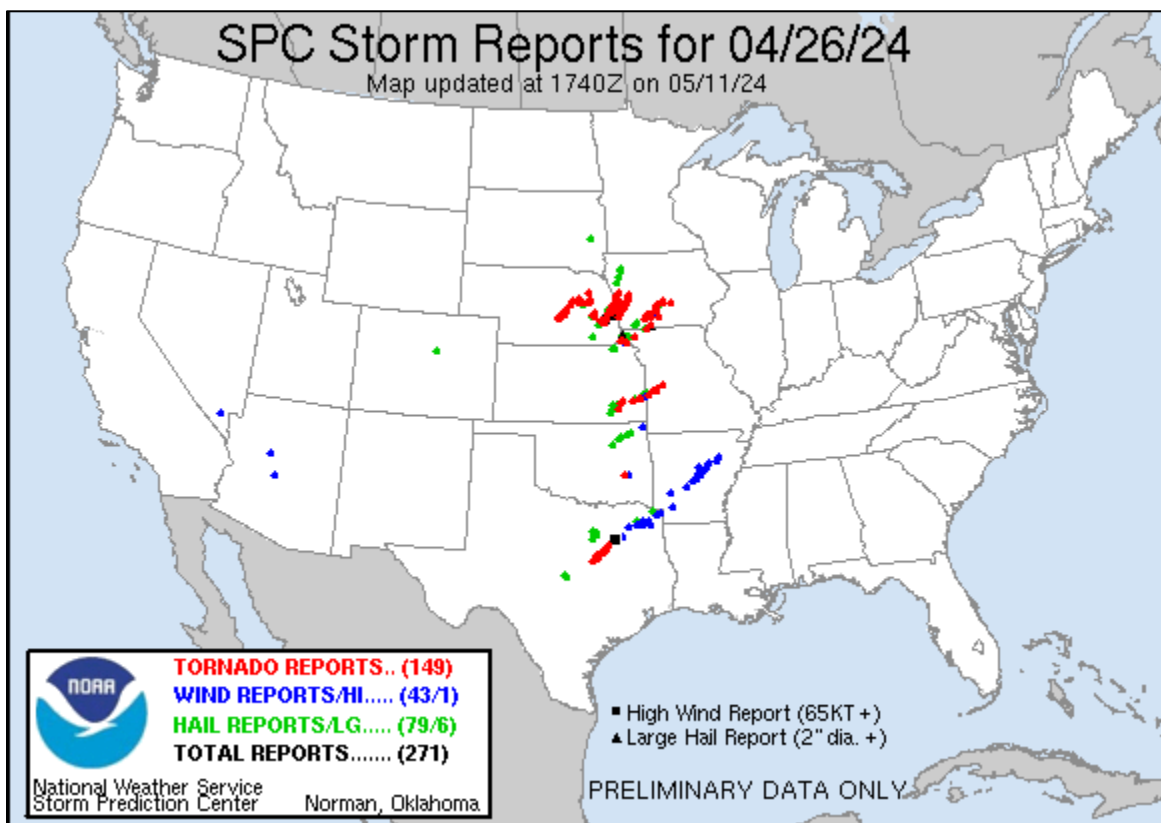 SPC Storm Reports for 04/26/24
Map updated at 1740Z on 05/11/24
NOAA
TORNADO REPORTS.. (149)
WIND REPORTS/HI..... (43/1)
HAIL REPORTS/LG..... (79/6)
TOTAL REPORTS....... (271)
National Weather Service
Storm Prediction Center Norman, Oklahoma
High Wind Report (65KT +)
Large Hail Report (2" dia. +)
PRELIMINARY DATA ONLY